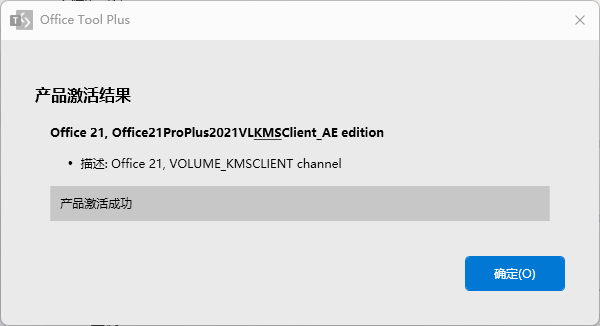 Office Tool Plus
产品激活结果
Office 21, Office21ProPlus2021VLKMSClient_AE edition
• 描述: Office 21, VOLUME_KMSCLIENT channel
产品激活成功
确定(O)